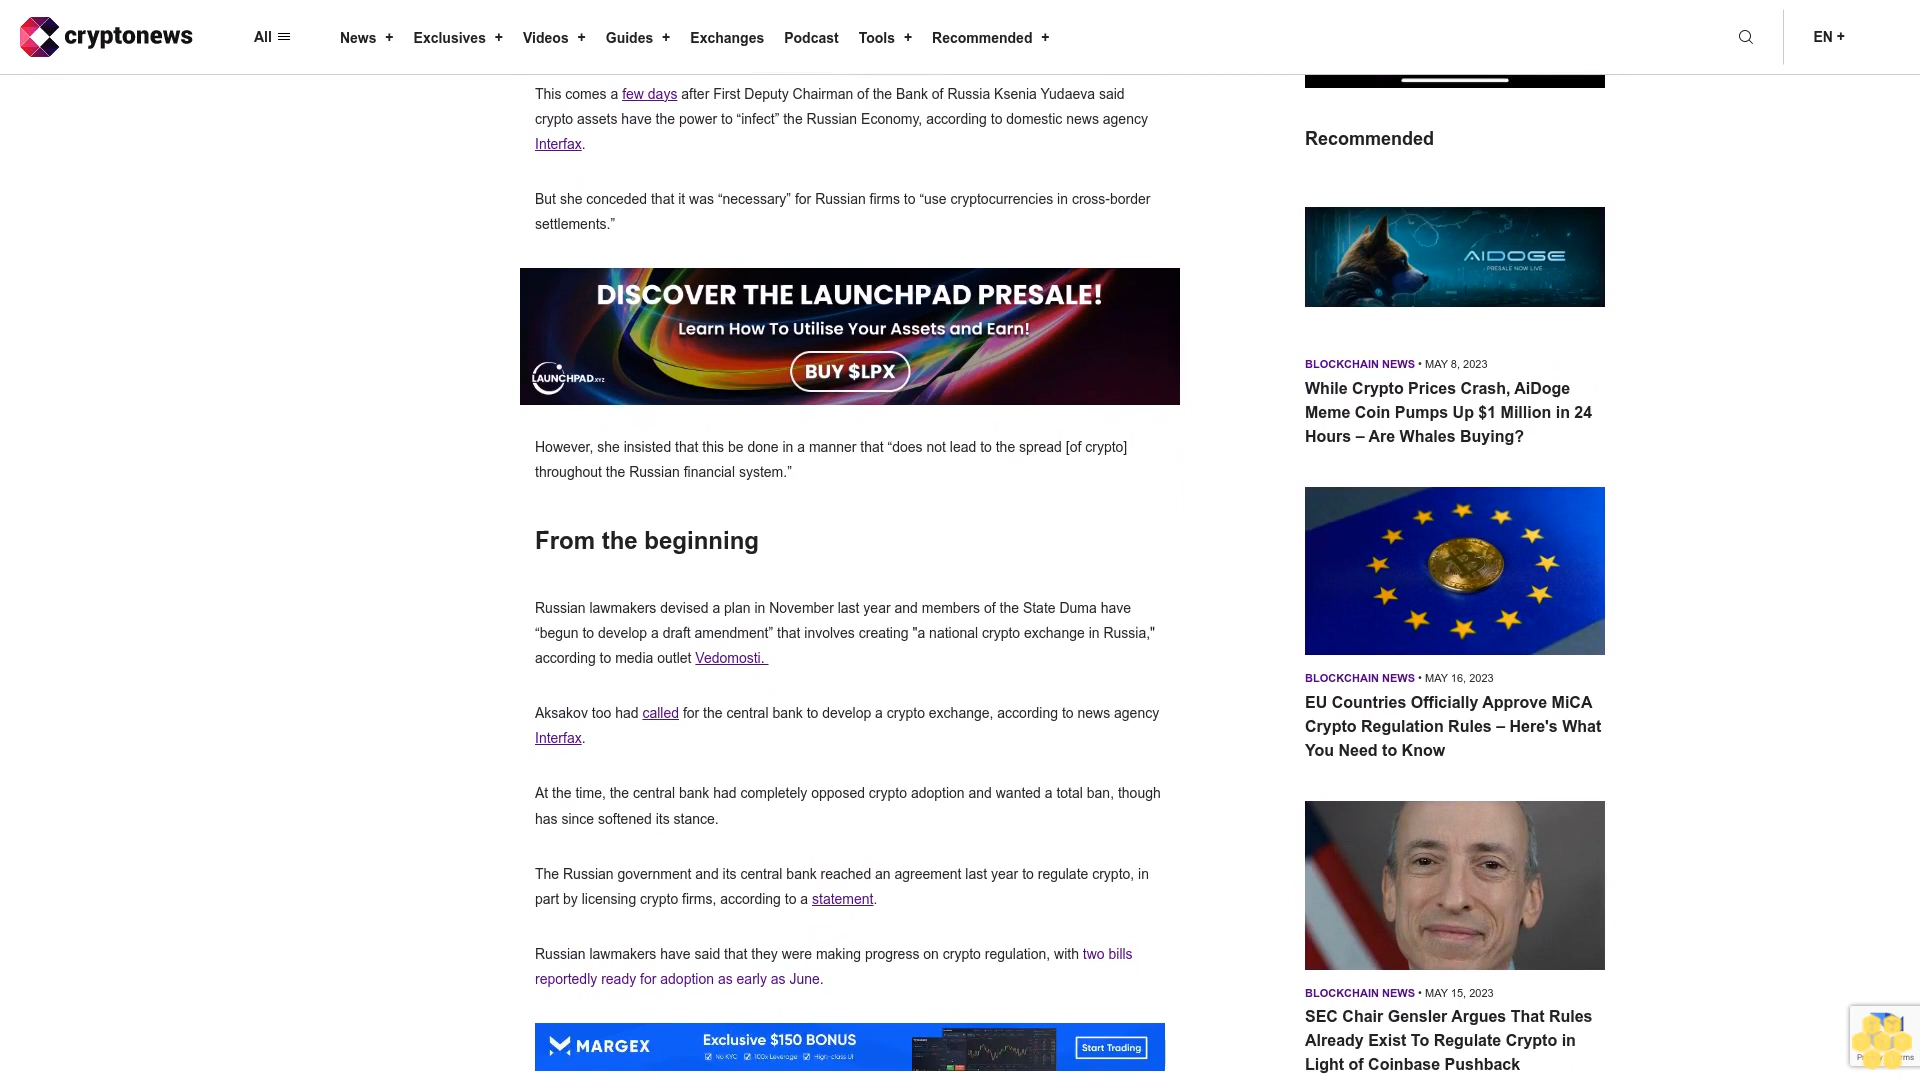 cryptonews
All
News + Exclusives + Videos + Guides + Exchanges Podcast Tools + Recommended +
EN +
This comes a few days after First Deputy Chairman of the Bank of Russia Ksenia Yudaeva said
crypto assets have the power to “infect” the Russian Economy, according to domestic news agency
Interfax.
But she conceded that it was “necessary” for Russian firms to “use cryptocurrencies in cross-border
settlements.”
DISCOVER THE LAUNCHPAD PRESALE!
Learn How To Utilise Your Assets and Earn!
BUY $LPX
LAUNCHPAD.XYZ
However, she insisted that this be done in a manner that “does not lead to the spread [of crypto]
throughout the Russian financial system.”
From the beginning
Russian lawmakers devised a plan in November last year and members of the State Duma have
“begun to develop a draft amendment” that involves creating "a national crypto exchange in Russia,"
according to media outlet Vedomosti.
Aksakov too had called for the central bank to develop a crypto exchange, according to news agency
Interfax.
At the time, the central bank had completely opposed crypto adoption and wanted a total ban, though
has since softened its stance.
The Russian government and its central bank reached an agreement last year to regulate crypto, in
part by licensing crypto firms, according to a statement.
Russian lawmakers have said that they were making progress on crypto regulation, with two bills
reportedly ready for adoption as early as June.
MARGEX
Exclusive $150 BONUS
No KYC 100x Leverage High-class UI
Start Trading
Recommended
AIDOGE
PRESALE NOW LIVE
BLOCKCHAIN NEWS • MAY 8, 2023
While Crypto Prices Crash, AiDoge
Meme Coin Pumps Up $1 Million in 24
Hours – Are Whales Buying?
BLOCKCHAIN NEWS • MAY 16, 2023
EU Countries Officially Approve MiCA
Crypto Regulation Rules – Here's What
You Need to Know
BLOCKCHAIN NEWS • MAY 15, 2023
SEC Chair Gensler Argues That Rules
Already Exist To Regulate Crypto in
Light of Coinbase Pushback